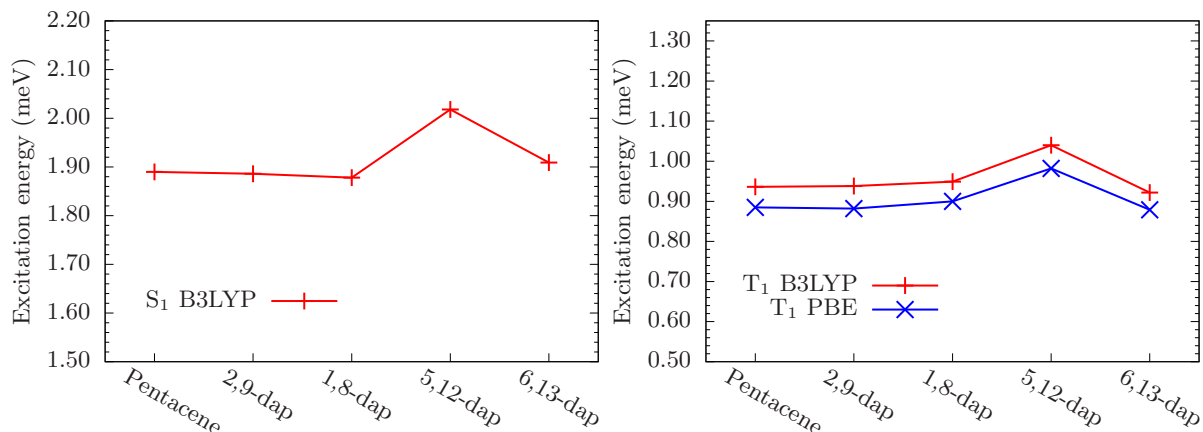 Excitation energy (meV)
2.20
2.10
2.00
1.90
1.80
1.70
1.60
1.50
S₁ B3LYP
Pentacene
2,9-dap
1,8-dap
5,12-dap
6,13-dap
Excitation energy (meV)
1.30
1.20
1.10
1.00
0.90
0.80
0.70
0.60
0.50
T₁ B3LYP
T₁ PBE
Pentacene
2,9-dap
1,8-dap
5,12-dap
6,13-dap